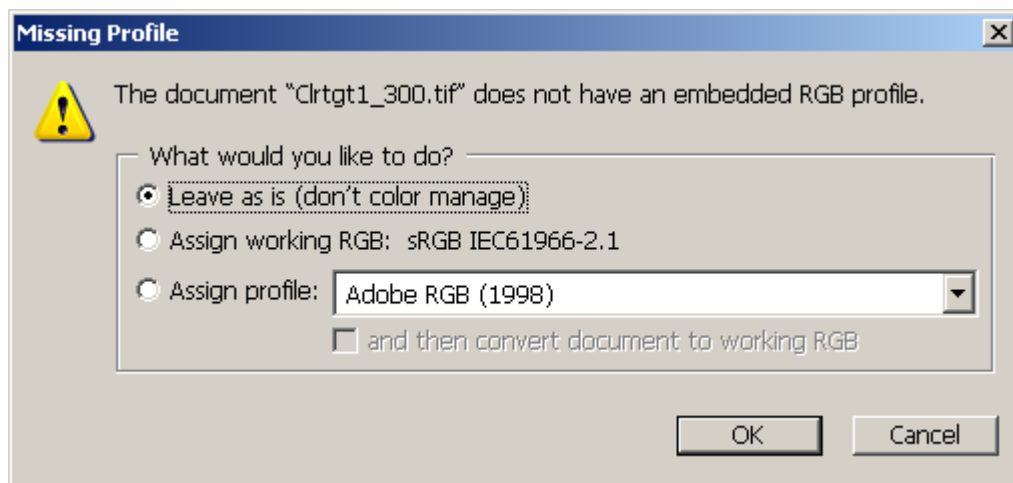 Missing Profile
The document "Clrtgt1_300.tif" does not have an embedded RGB profile.
What would you like to do?
Leave as is (don't color manage)
Assign working RGB: sRGB IEC61966-2.1
Assign profile: Adobe RGB (1998)
and then convert document to working RGB
OK Cancel